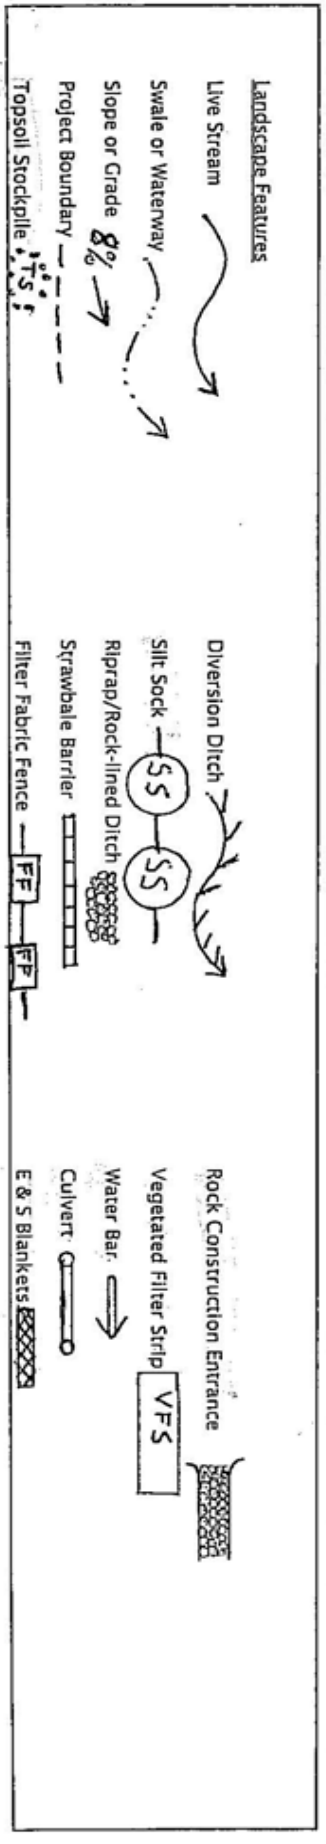 Landscape Features
Live Stream
Swale or Waterway
Slope or Grade 8%
Project Boundary
Topsoil Stockpile TS
Diversion Ditch
Silt Sock SS SS
Riprap/Rock-lined Ditch
Strawbale Barrier
Filter Fabric Fence FF FF
Rock Construction Entrance
Vegetated Filter Strip VFS
Water Bar
Culvert
E & S Blankets